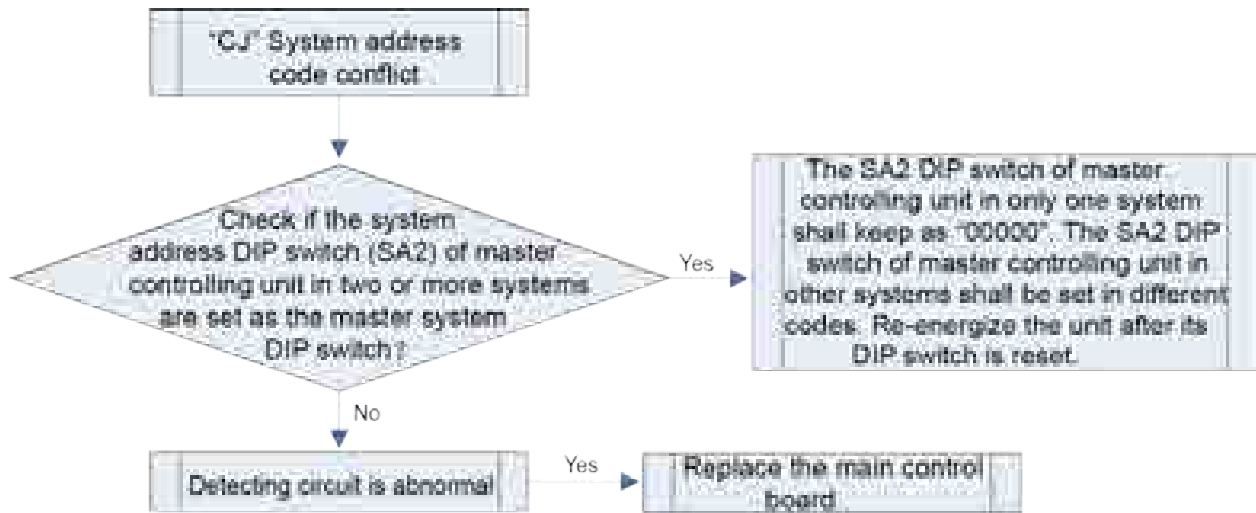 "CJ" System address
code conflict
Check if the system
address DIP switch (SA2) of master
controlling unit in two or more systems
are set as the master system
DIP switch?
Yes
The SA2 DIP switch of master
controlling unit in only one system
shall keep as "00000". The SA2 DIP
switch of master controlling unit in
other systems shall be set in different
codes. Re-energize the unit after its
DIP switch is reset.
No
Detecting circuit is abnormal
Yes
Replace the main control
board